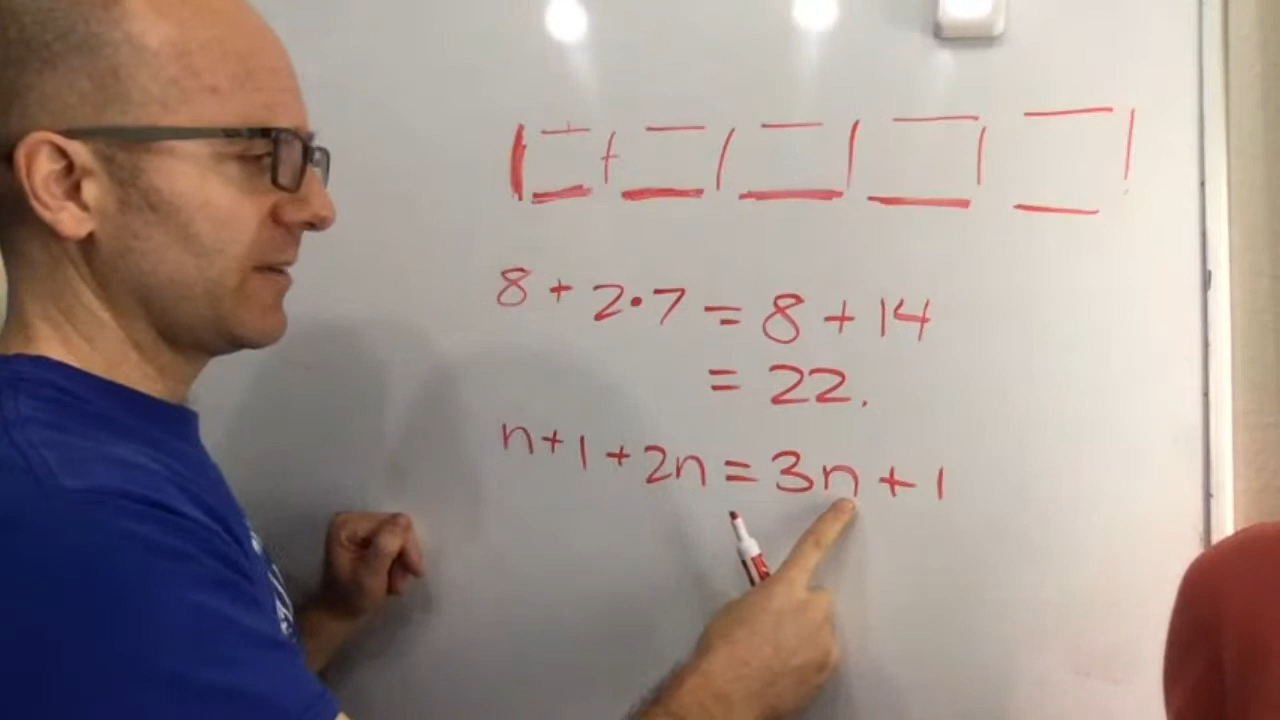 8 + 2·7 = 8 + 14
= 22.
n+1+2n = 3n + 1